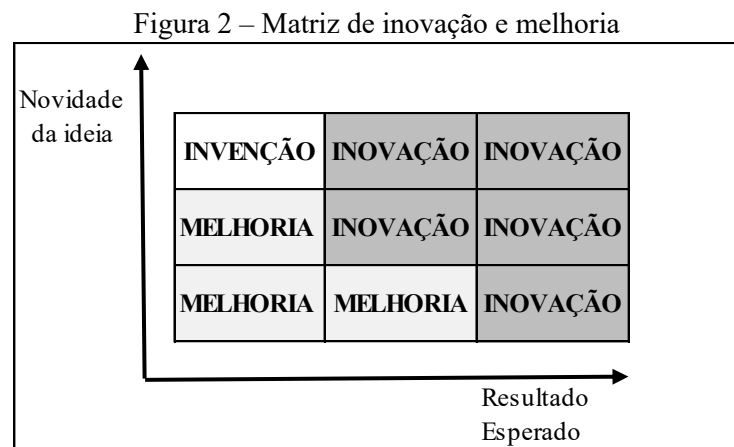 Figura 2 – Matriz de inovação e melhoria
Novidade
da ideia
INVENÇÃO INOVAÇÃO INOVAÇÃO
MELHORIA INOVAÇÃO INOVAÇÃO
MELHORIA MELHORIA INOVAÇÃO
Resultado
Esperado